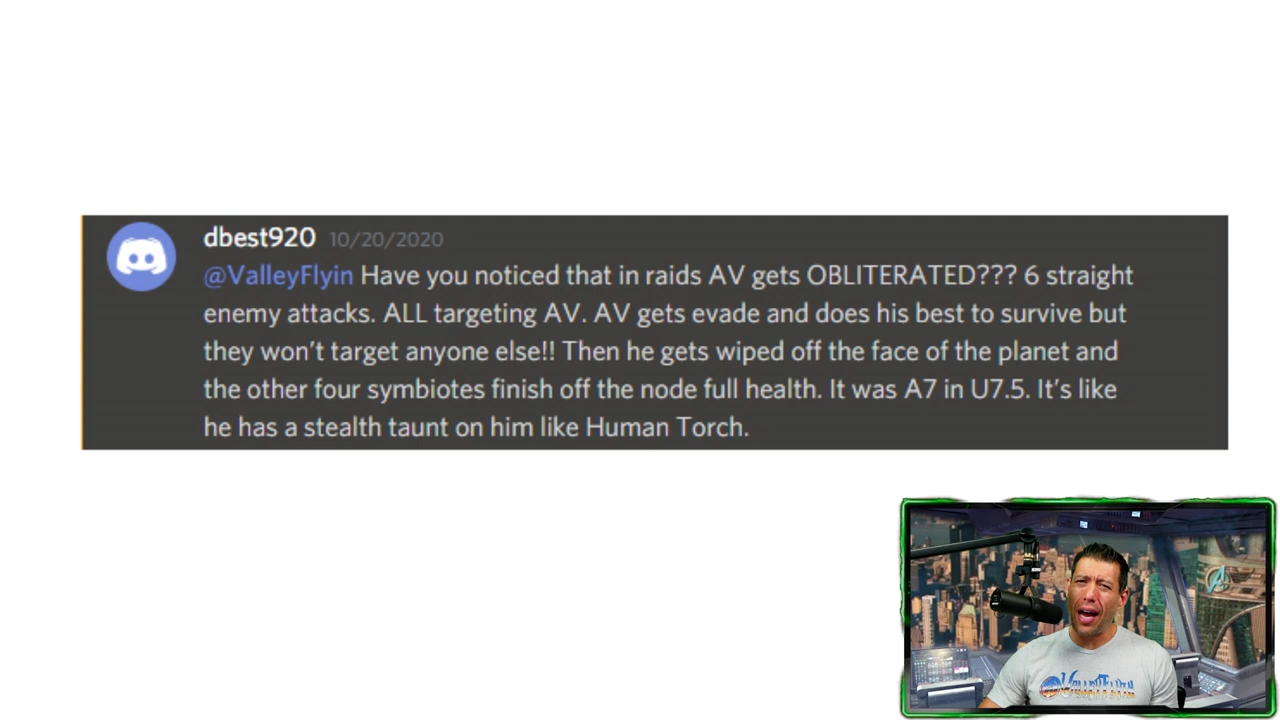 dbest920 10/20/2020
@ValleyFlyin Have you noticed that in raids AV gets OBLITERATED??? 6 straight
enemy attacks. ALL targeting AV. AV gets evade and does his best to survive but
they won't target anyone else!! Then he gets wiped off the face of the planet and
the other four symbiotes finish off the node full health. It was A7 in U7.5. It's like
he has a stealth taunt on him like Human Torch.
VALLEYFLYIN